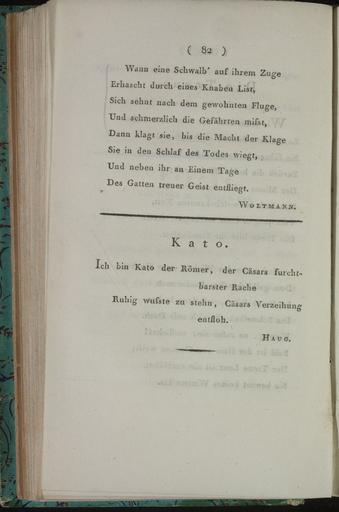 ( 82 )
Wann eine Schwalb' auf ihrem Zuge
Erhascht durch eines Knaben List,
Sich sehnt nach dem gewohnten Fluge,
Und schmerzlich die Gefährten misst,
Dann klagt sie, bis die Macht der Klage
Sie in den Schlaf des Todes wiegt,
Und neben ihr an Einem Tage
Des Gatten treuer Geist entfliegt.
WOLTMANN.
Kato.
Ich bin Kato der Römer, der Cäsars furcht-
barster Rache
Ruhig wusste zu stehn, Cäsars Verzeihung
entfloh.
HAUG.